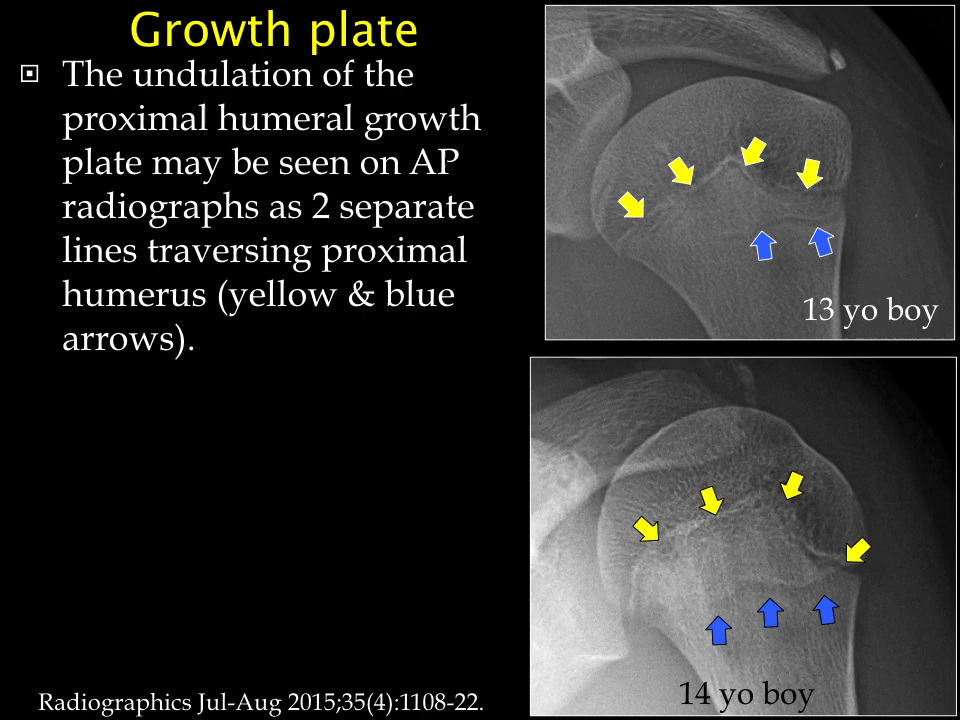 Growth plate
The undulation of the
proximal humeral growth
plate may be seen on AP
radiographs as 2 separate
lines traversing proximal
humerus (yellow & blue
arrows).
13 yo boy
14 yo boy
Radiographics Jul-Aug 2015;35(4):1108-22.